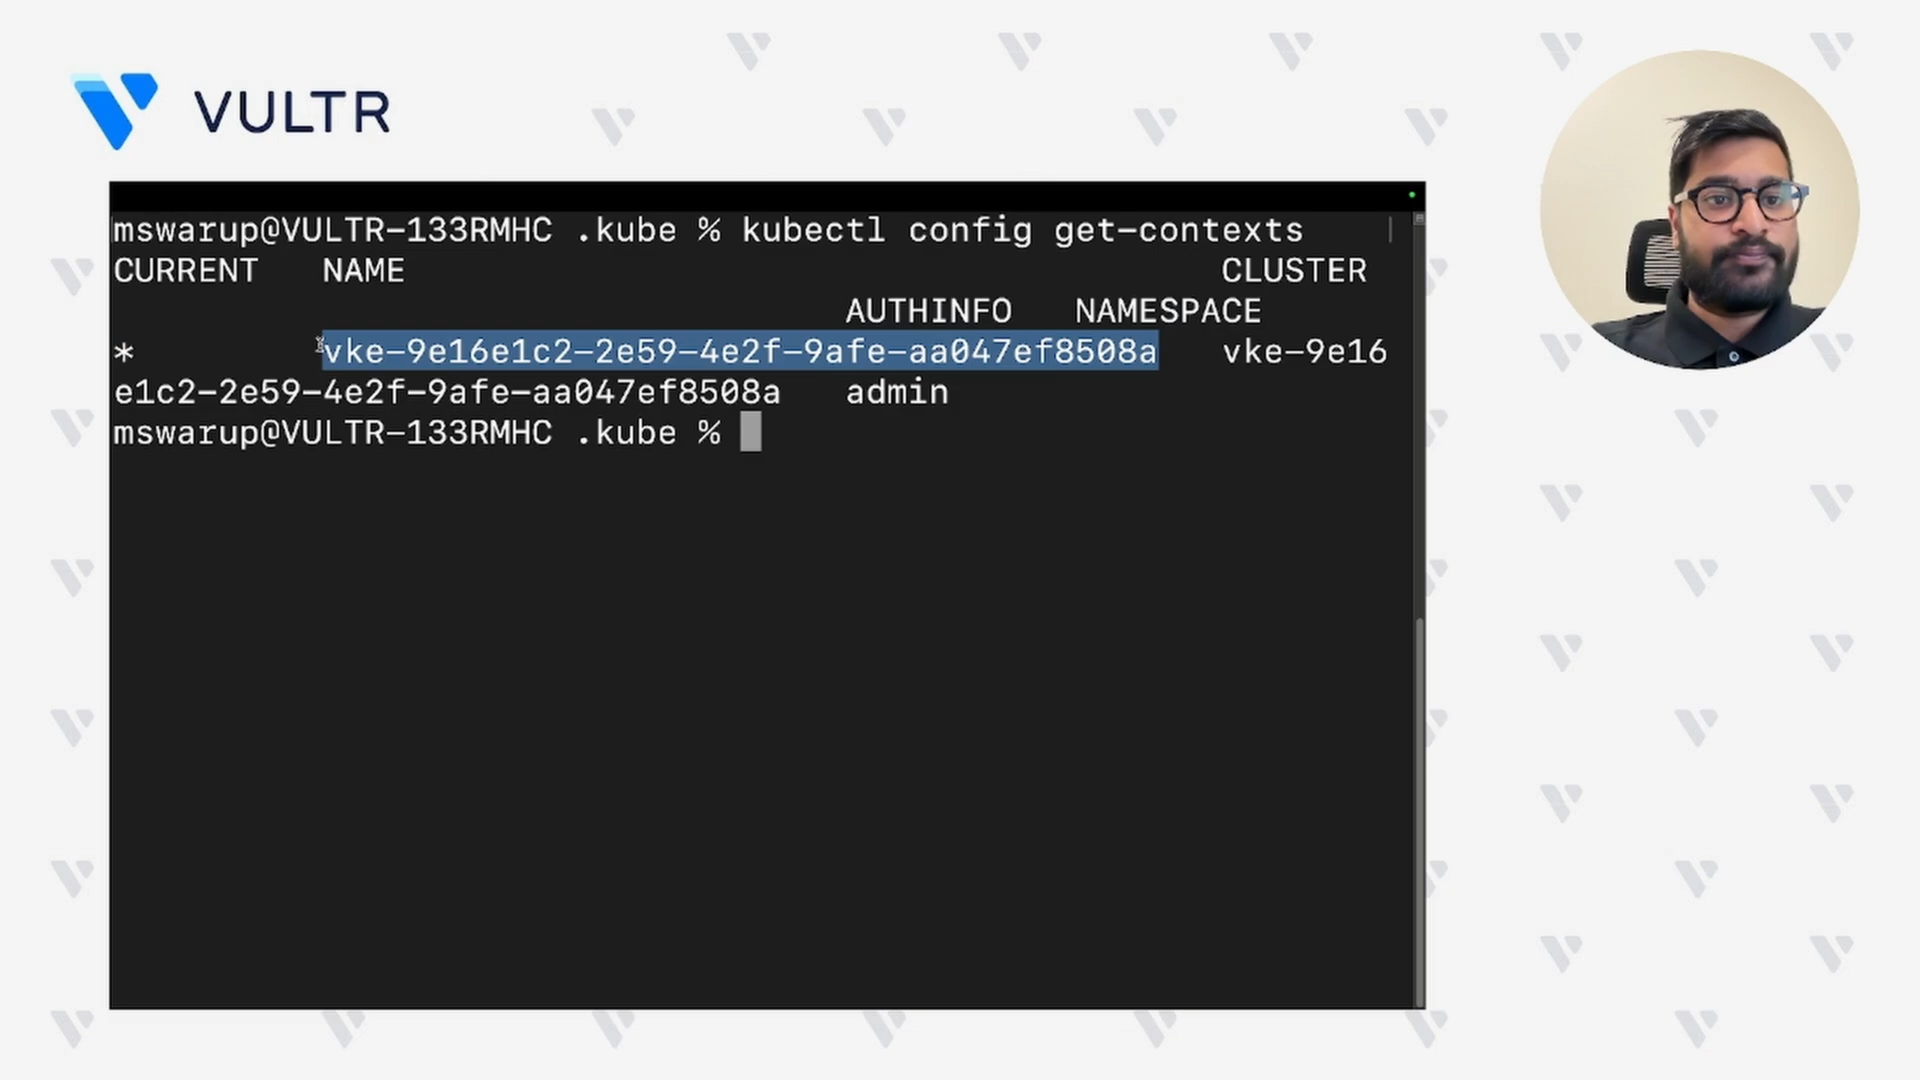 VULTR
mswarup@VULTR-133RMHC .kube % kubectl config get-contexts
CURRENT NAME CLUSTER
AUTHINFO NAMESPACE
* vke-9e16e1c2-2e59-4e2f-9afe-aa047ef8508a vke-9e16
e1c2-2e59-4e2f-9afe-aa047ef8508a admin
mswarup@VULTR-133RMHC .kube %